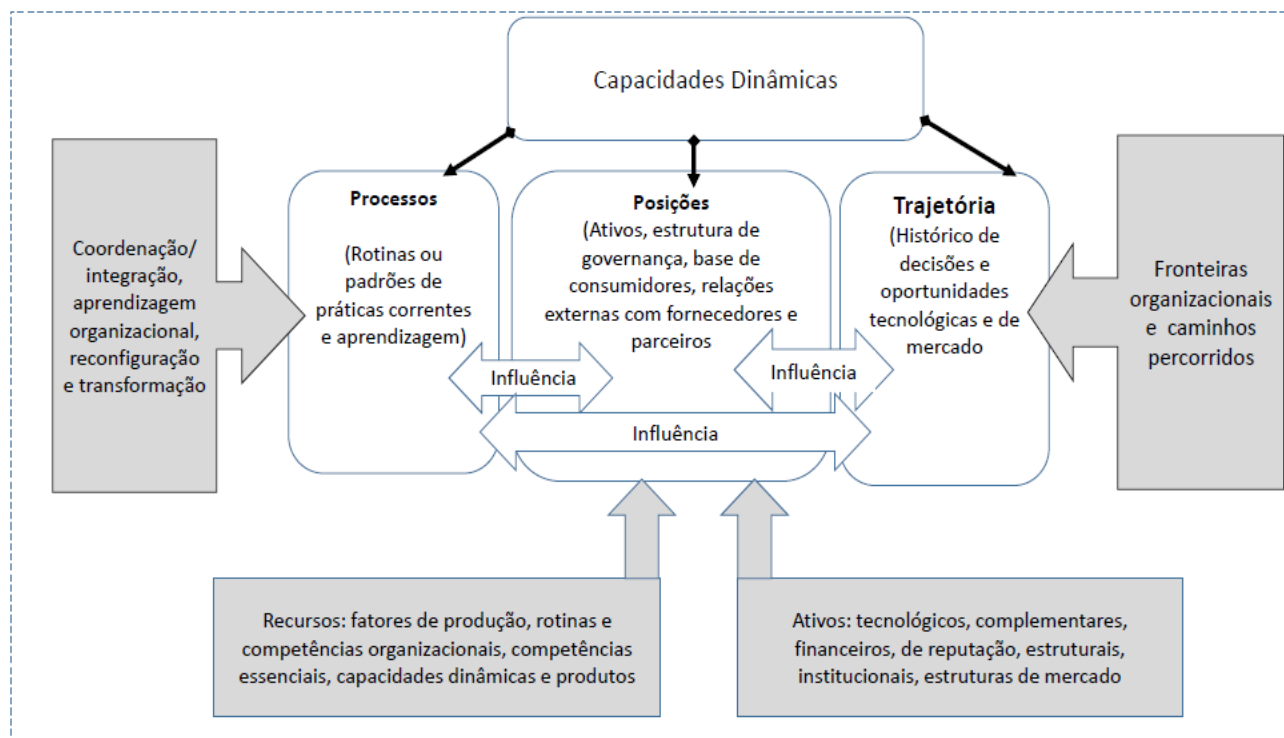 Capacidades Dinâmicas
Coordenação/
integração,
aprendizagem
organizacional,
reconfiguração
e transformação
Processos
(Rotinas ou
padrões de
práticas correntes
e aprendizagem)
Posições
(Ativos, estrutura de
governança, base de
consumidores, relações
externas com fornecedores e
parceiros
Trajetória
(Histórico de
decisões e
oportunidades
tecnológicas e de
mercado
Fronteiras
organizacionais
e caminhos
percorridos
Influência
Influência
Influência
Recursos: fatores de produção, rotinas e
competências organizacionais, competências
essenciais, capacidades dinâmicas e produtos
Ativos: tecnológicos, complementares,
financeiros, de reputação, estruturais,
institucionais, estruturas de mercado